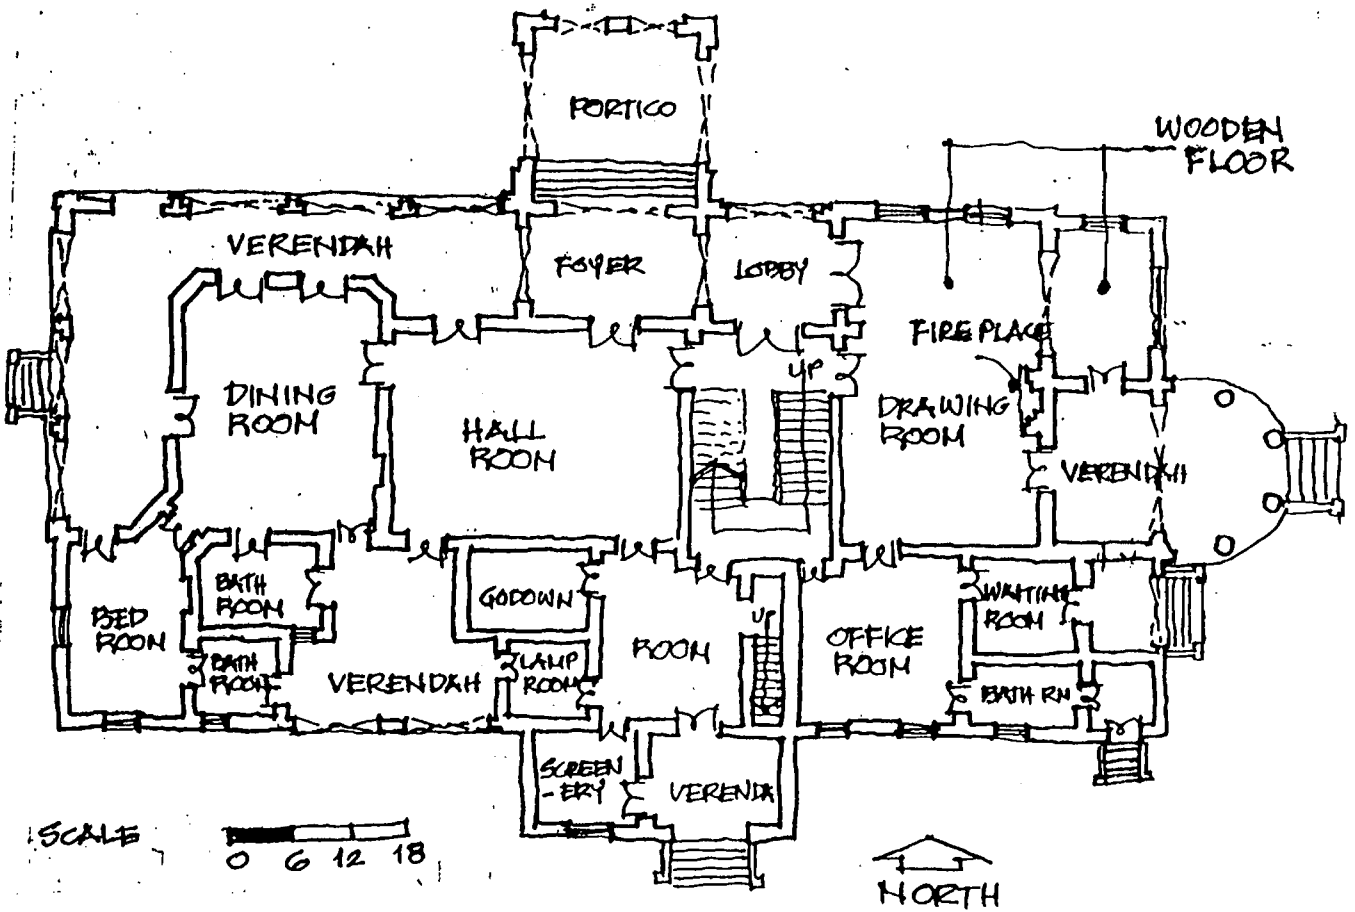 PORTICO
WOODEN
FLOOR
VERENDAH
FOYER
LOBBY
FIRE PLACE
UP
DINING
ROOM
HALL
ROOM
DRAWING
ROOM
VERENDAH
BATH
ROOM
GODOWN
WAITING
ROOM
BED
ROOM
UP
OFFICE
ROOM
ROOM
BATH
ROOM
LAMP
ROOM
VERENDAH
BATH RM
SCREEN
-ERY
VERENDA
SCALE
0 6 12 18
NORTH